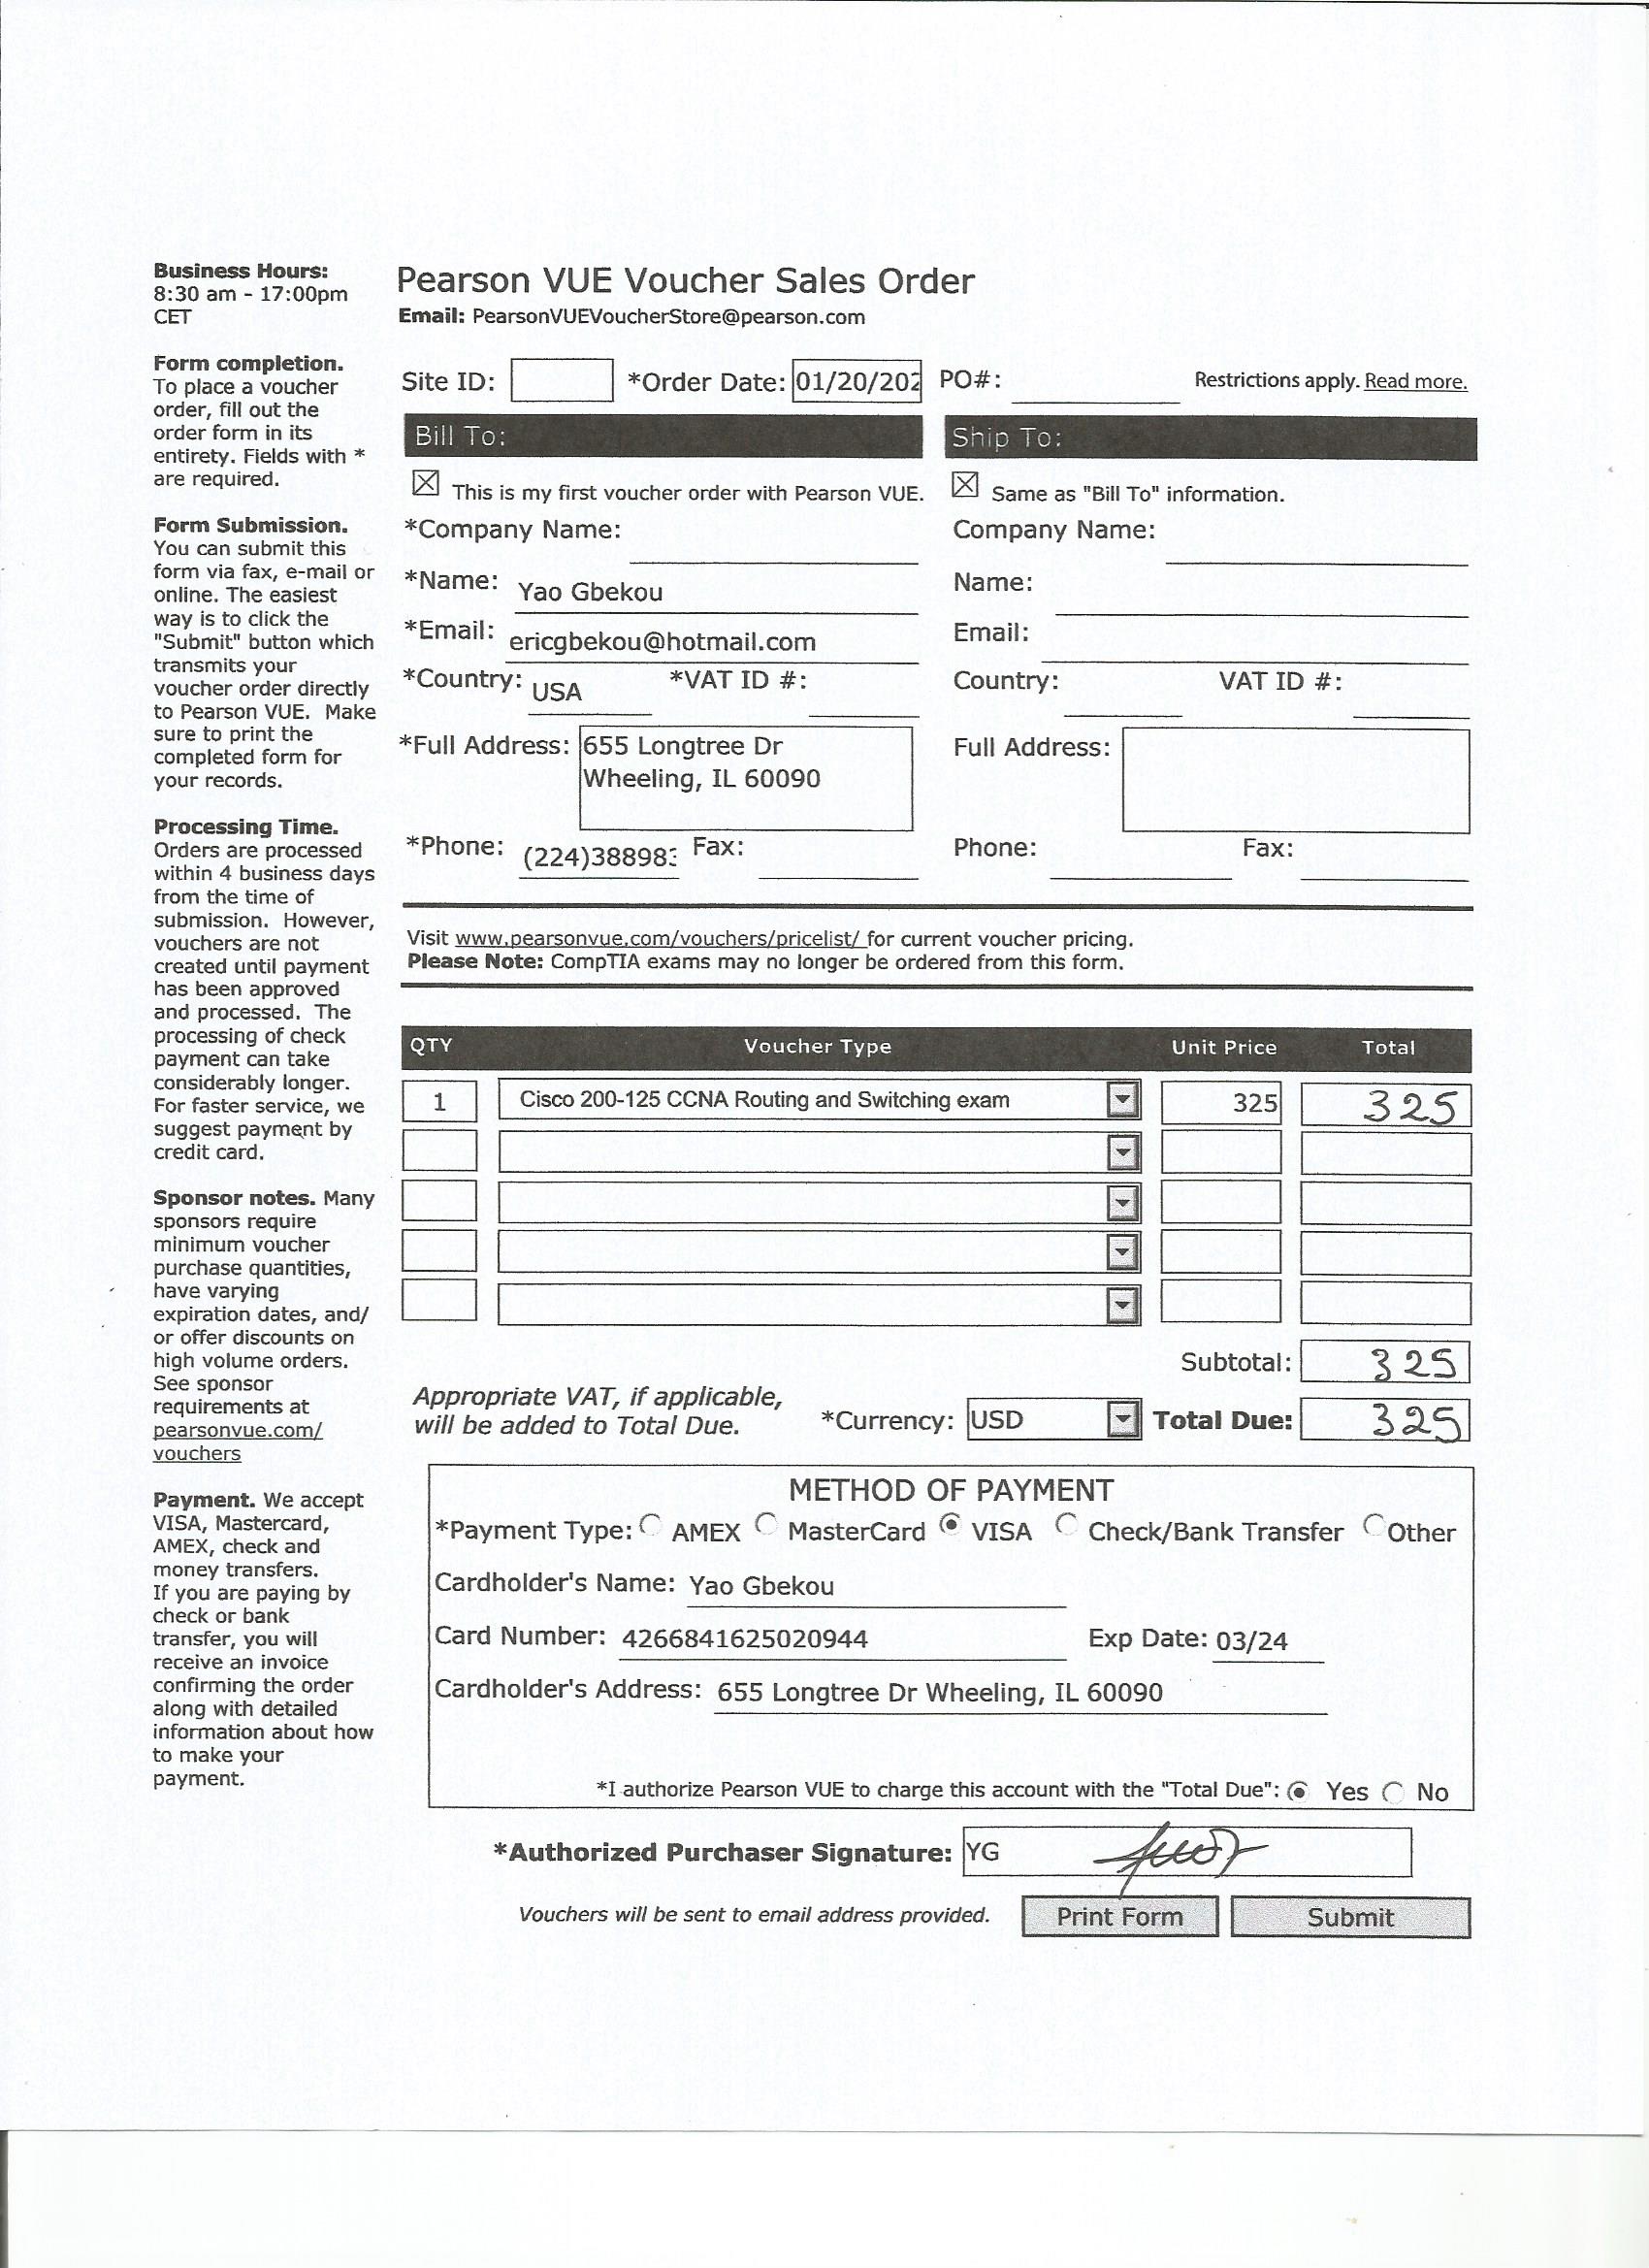 Business Hours:
8:30 am - 17:00pm
CET
Form completion.
To place a voucher
order, fill out the
order form in its
entirety. Fields with *
are required.
Form Submission.
You can submit this
form via fax, e-mail or
online. The easiest
way is to click the
"Submit" button which
transmits your
voucher order directly
to Pearson VUE. Make
sure to print the
completed form for
your records.
Processing Time.
Orders are processed
within 4 business days
from the time of
submission. However,
vouchers are not
created until payment
has been approved
and processed. The
processing of check
payment can take
considerably longer.
For faster service, we
suggest payment by
credit card.
Sponsor notes. Many
sponsors require
minimum voucher
purchase quantities,
have varying
expiration dates, and/
or offer discounts on
high volume orders.
See sponsor
requirements at
pearsonvue.com/
vouchers
Payment. We accept
VISA, Mastercard,
AMEX, check and
money transfers.
If you are paying by
check or bank
transfer, you will
receive an invoice
confirming the order
along with detailed
information about how
to make your
payment.
Pearson VUE Voucher Sales Order
Email: PearsonVUEVoucherStore@pearson.com
Site ID: *Order Date: 01/20/202 PO#: Restrictions apply. Read more.
Bill To:
This is my first voucher order with Pearson VUE.
*Company Name:
*Name: Yao Gbekou
*Email: ericgbekou@hotmail.com
*Country: USA *VAT ID #:
*Full Address: 655 Longtree Dr
Wheeling, IL 60090
*Phone: (224)38898 Fax:
Ship To:
Same as "Bill To" information.
Company Name:
Name:
Email:
Country: VAT ID #:
Full Address:
Phone: Fax:
Visit www.pearsonvue.com/vouchers/pricelist/ for current voucher pricing.
Please Note: CompTIA exams may no longer be ordered from this form.
QTY Voucher Type Unit Price Total
1 Cisco 200-125 CCNA Routing and Switching exam 325 325
Subtotal: 325
Appropriate VAT, if applicable,
will be added to Total Due. *Currency: USD Total Due: 325
METHOD OF PAYMENT
*Payment Type: AMEX MasterCard VISA Check/Bank Transfer Other
Cardholder's Name: Yao Gbekou
Card Number: 4266841625020944 Exp Date: 03/24
Cardholder's Address: 655 Longtree Dr Wheeling, IL 60090
*I authorize Pearson VUE to charge this account with the "Total Due": Yes No
*Authorized Purchaser Signature: YG
Vouchers will be sent to email address provided. Print Form Submit